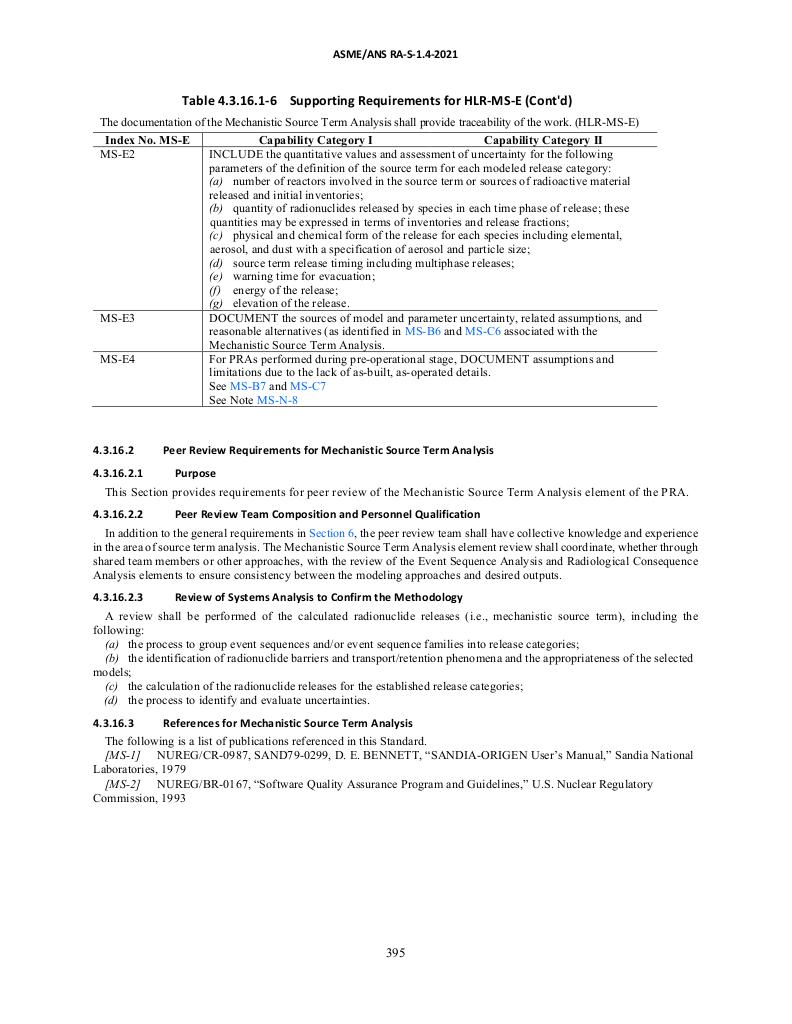 ASME/ANS RA-S-1.4-2021
Table 4.3.16.1-6 Supporting Requirements for HLR-MS-E (Cont'd)
The documentation of the Mechanistic Source Term Analysis shall provide traceability of the work. (HLR-MS-E)
Index No. MS-E Capability Category I Capability Category II
MS-E2 INCLUDE the quantitative values and assessment of uncertainty for the following
parameters of the definition of the source term for each modeled release category:
(a) number of reactors involved in the source term or sources of radioactive material
released and initial inventories;
(b) quantity of radionuclides released by species in each time phase of release; these
quantities may be expressed in terms of inventories and release fractions;
(c) physical and chemical form of the release for each species including elemental,
aerosol, and dust with a specification of aerosol and particle size;
(d) source term release timing including multiphase releases;
(e) warning time for evacuation;
(f) energy of the release;
(g) elevation of the release.
MS-E3 DOCUMENT the sources of model and parameter uncertainty, related assumptions, and
reasonable alternatives (as identified in MS-B6 and MS-C6 associated with the
Mechanistic Source Term Analysis.
MS-E4 For PRAs performed during pre-operational stage, DOCUMENT assumptions and
limitations due to the lack of as-built, as-operated details.
See MS-B7 and MS-C7
See Note MS-N-8
4.3.16.2 Peer Review Requirements for Mechanistic Source Term Analysis
4.3.16.2.1 Purpose
This Section provides requirements for peer review of the Mechanistic Source Term Analysis element of the PRA.
4.3.16.2.2 Peer Review Team Composition and Personnel Qualification
In addition to the general requirements in Section 6, the peer review team shall have collective knowledge and experience
in the area of source term analysis. The Mechanistic Source Term Analysis element review shall coordinate, whether through
shared team members or other approaches, with the review of the Event Sequence Analysis and Radiological Consequence
Analysis elements to ensure consistency between the modeling approaches and desired outputs.
4.3.16.2.3 Review of Systems Analysis to Confirm the Methodology
A review shall be performed of the calculated radionuclide releases (i.e., mechanistic source term), including the
following:
(a) the process to group event sequences and/or event sequence families into release categories;
(b) the identification of radionuclide barriers and transport/retention phenomena and the appropriateness of the selected
models;
(c) the calculation of the radionuclide releases for the established release categories;
(d) the process to identify and evaluate uncertainties.
4.3.16.3 References for Mechanistic Source Term Analysis
The following is a list of publications referenced in this Standard.
[MS-1] NUREG/CR-0987, SAND79-0299, D. E. BENNETT, “SANDIA-ORIGEN User’s Manual,” Sandia National
Laboratories, 1979
[MS-2] NUREG/BR-0167, “Software Quality Assurance Program and Guidelines,” U.S. Nuclear Regulatory
Commission, 1993
395